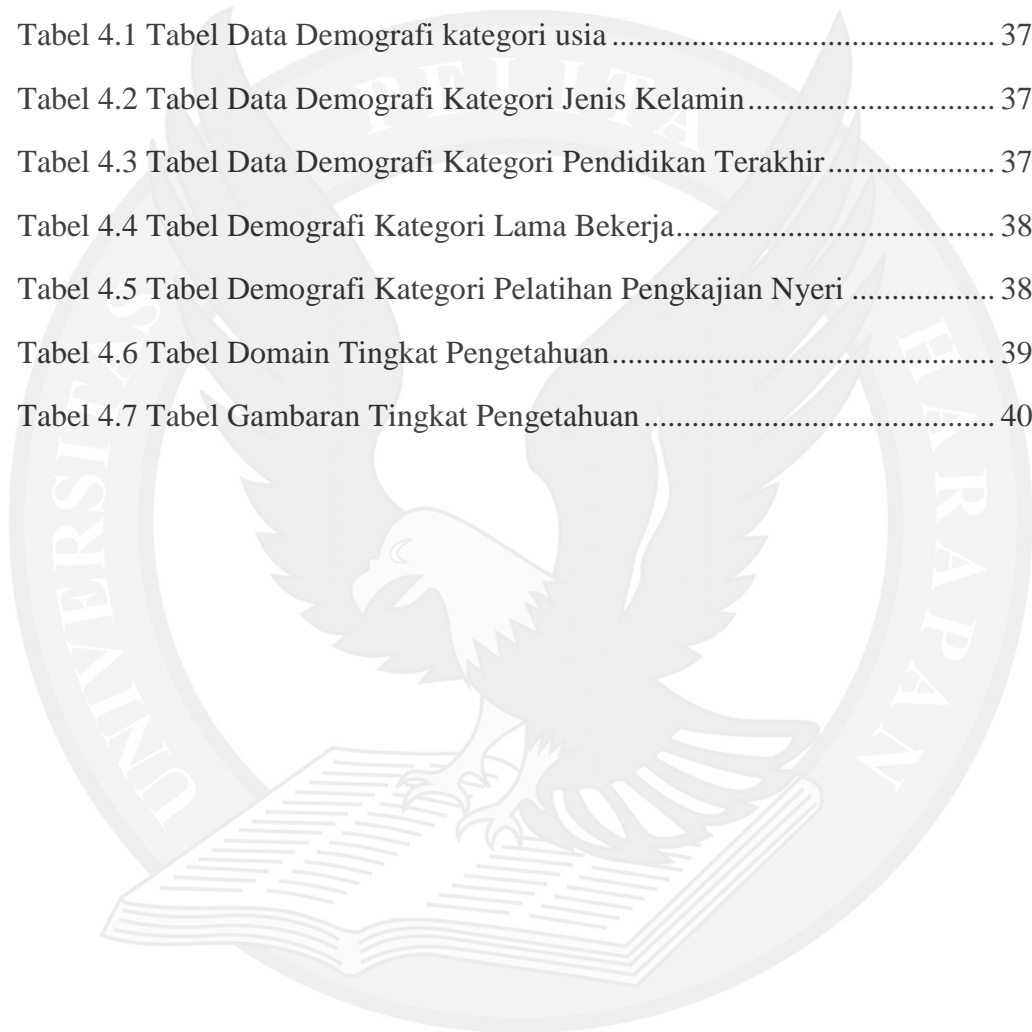 Tabel 4.1 Tabel Data Demografi kategori usia ............................................... 37
Tabel 4.2 Tabel Data Demografi Kategori Jenis Kelamin .............................. 37
Tabel 4.3 Tabel Data Demografi Kategori Pendidikan Terakhir .................... 37
Tabel 4.4 Tabel Demografi Kategori Lama Bekerja ....................................... 38
Tabel 4.5 Tabel Demografi Kategori Pelatihan Pengkajian Nyeri ................. 38
Tabel 4.6 Tabel Domain Tingkat Pengetahuan ............................................... 39
Tabel 4.7 Tabel Gambaran Tingkat Pengetahuan ........................................... 40
UNIVERSITAS PELITA HARAPAN